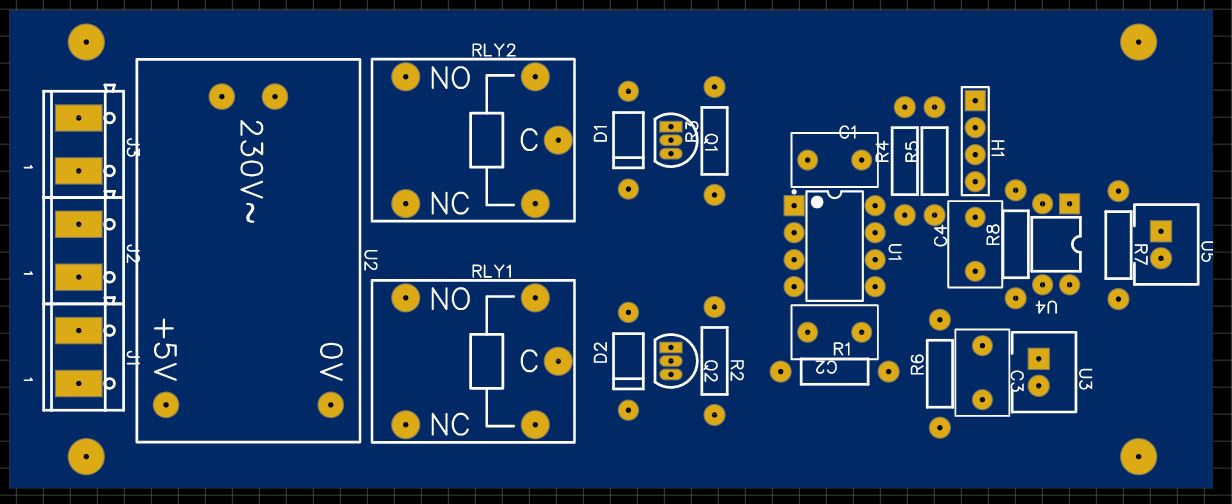 RLY2
NO
C
NC
RLY1
NO
C
NC
J3
1
J2
1
J1
1
230V~
+5V
0V
U2
D1
R3
Q1
D2
Q2
R2
C1
R4
R5
H1
U1
R1
C2
C4
R8
U4
R7
U5
R6
C3
U3